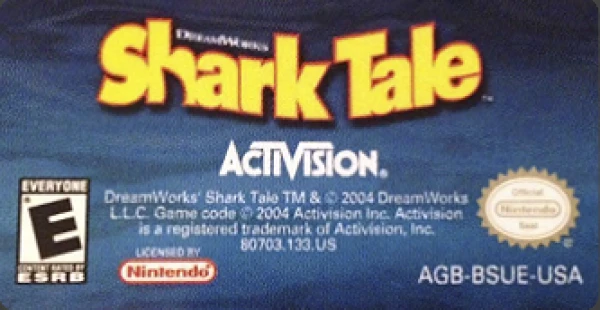 DREAMWORKS
Shark Tale™
ACTIVISION®
EVERYONE
E
CONTENT RATED BY
ESRB
DreamWorks' Shark Tale TM & © 2004 DreamWorks
L.L.C. Game code © 2004 Activision Inc. Activision
is a registered trademark of Activision, Inc.
80703.133.US
LICENSED BY
Nintendo®
Official
Nintendo
Seal
AGB-BSUE-USA